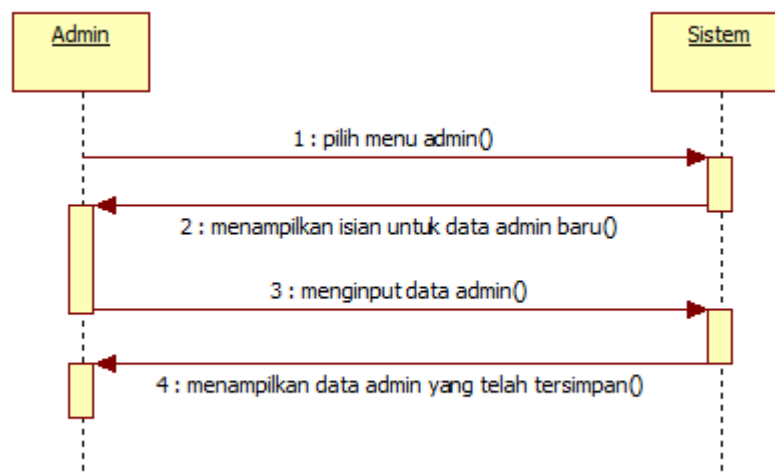 Admin
Sistem
1 : pilih menu admin()
2 : menampilkan isian untuk data admin baru()
3 : menginput data admin()
4 : menampilkan data admin yang telah tersimpan()